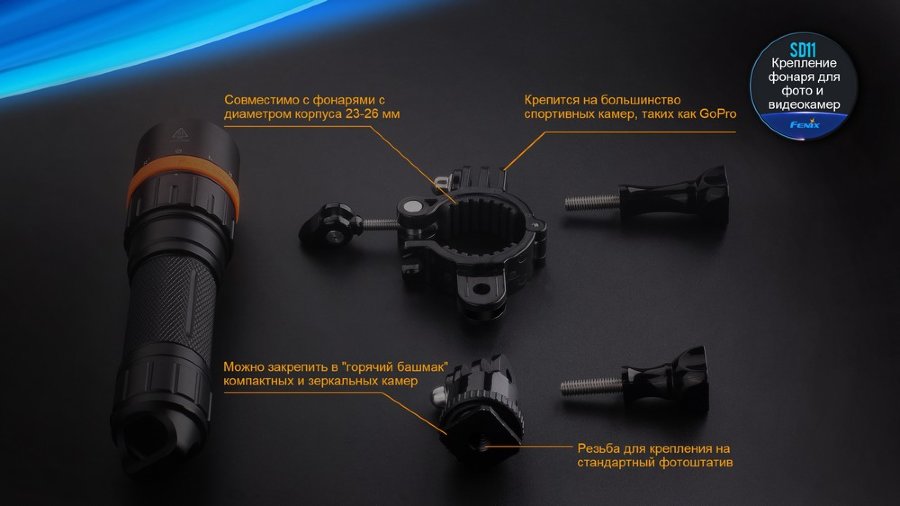 SD11
Крепление
фонаря для
фото и
видеокамер
FENIX
Совместимо с фонарями с
диаметром корпуса 23-26 мм
Крепится на большинство
спортивных камер, таких как GoPro
Можно закрепить в "горячий башмак"
компактных и зеркальных камер
Резьба для крепления на
стандартный фотоштатив